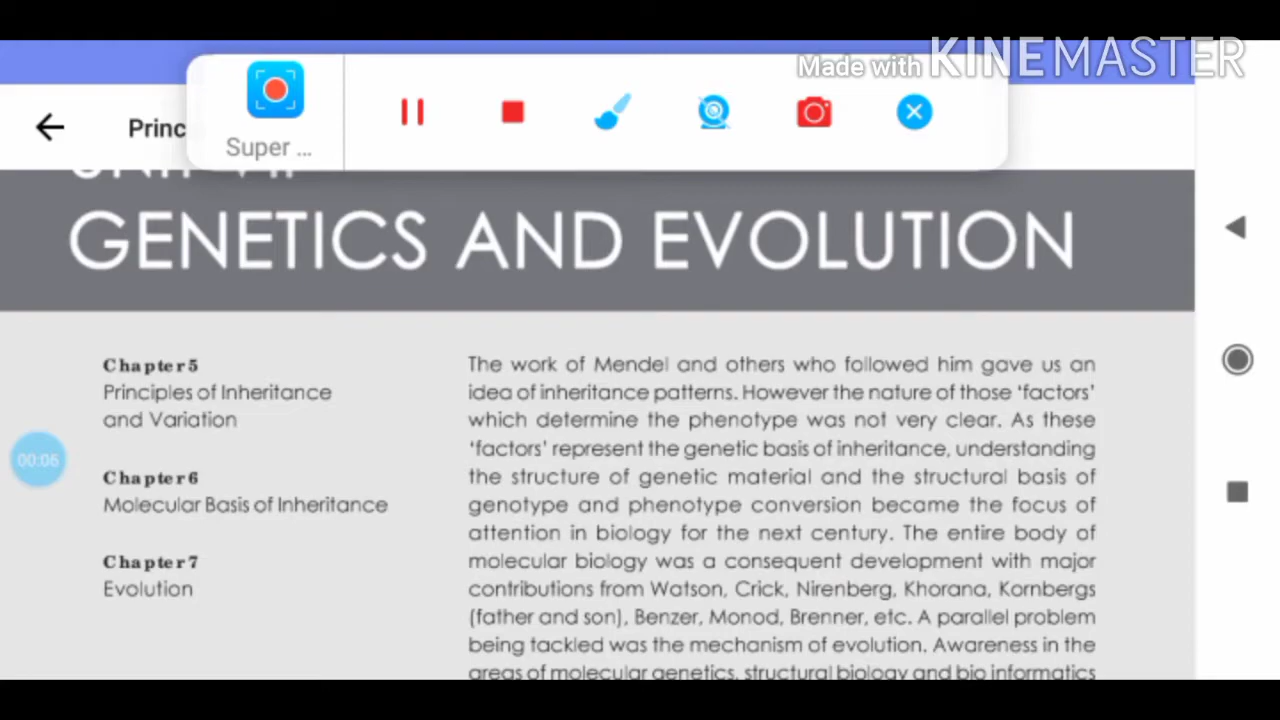 Made with KINEMASTER
Super ...
Princ
GENETICS AND EVOLUTION
Chapter 5
Principles of Inheritance
and Variation
Chapter 6
Molecular Basis of Inheritance
Chapter 7
Evolution
The work of Mendel and others who followed him gave us an
idea of inheritance patterns. However the nature of those ‘factors’
which determine the phenotype was not very clear. As these
‘factors’ represent the genetic basis of inheritance, understanding
the structure of genetic material and the structural basis of
genotype and phenotype conversion became the focus of
attention in biology for the next century. The entire body of
molecular biology was a consequent development with major
contributions from Watson, Crick, Nirenberg, Khorana, Kornbergs
(father and son), Benzer, Monod, Brenner, etc. A parallel problem
being tackled was the mechanism of evolution. Awareness in the
areas of molecular genetics, structural biology and bio informatics
00:06